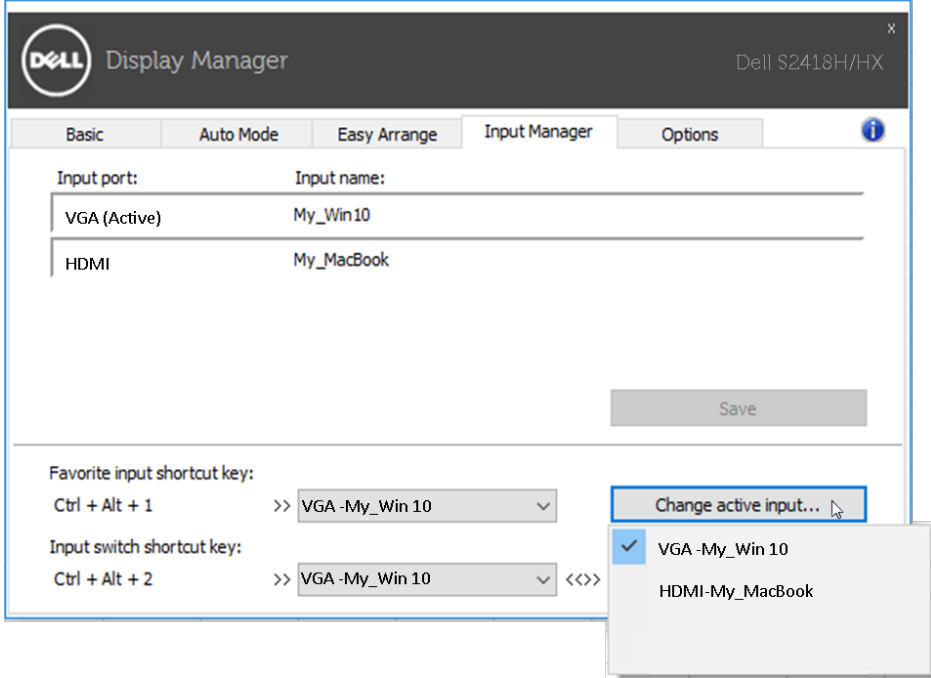 DELL Display Manager
x
Dell S2418H/HX
Basic Auto Mode Easy Arrange Input Manager Options i
Input port: Input name:
VGA (Active) My_Win10
HDMI My_MacBook
Save
Favorite input shortcut key:
Ctrl + Alt + 1 >> VGA -My_Win 10 Change active input...
Input switch shortcut key:
Ctrl + Alt + 2 >> VGA -My_Win 10 <<>>
VGA -My_Win 10
HDMI-My_MacBook